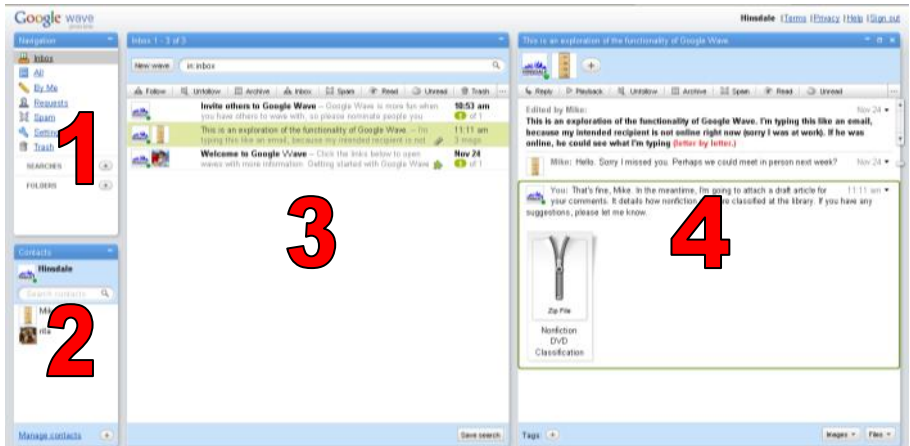 Google wave
Hinsdale | Terms | Privacy | Help | Sign out
Navigation
Inbox
All
By Me
Requests
Spam
Settings
Trash
SEARCHES
FOLDERS
1
Contacts
Hinsdale
Search contacts
Mike
rita
2
Manage contacts
Inbox 1 - 3 of 3
New wave in:inbox
Follow Unfollow Archive Inbox Spam Read Unread Trash
Invite others to Google Wave – Google Wave is more fun when 10:53 am
you have others to wave with, so please nominate people you 1 of 1
This is an exploration of the functionality of Google Wave. – I'm 11:11 am
typing this like an email, because my intended recipient is not 3 msgs
Welcome to Google Wave – Click the links below to open Nov 24
waves with more information. Getting started with Google Wave 1 of 1
3
Save search
This is an exploration of the functionality of Google Wave.
Reply Playback Unfollow Archive Spam Read Unread
Edited by Mike: Nov 24
This is an exploration of the functionality of Google Wave. I'm typing this like an email,
because my intended recipient is not online right now (sorry I was at work). If he was
online, he could see what I'm typing (letter by letter.)
Mike: Hello. Sorry I missed you. Perhaps we could meet in person next week? Nov 24
You: That's fine, Mike. In the meantime, I'm going to attach a draft article for 11:11 am
your comments. It details how nonfiction are classified at the library. If you have any
suggestions, please let me know.
4
Zip File
Nonfiction
DVD
Classification
Tags: Images Files